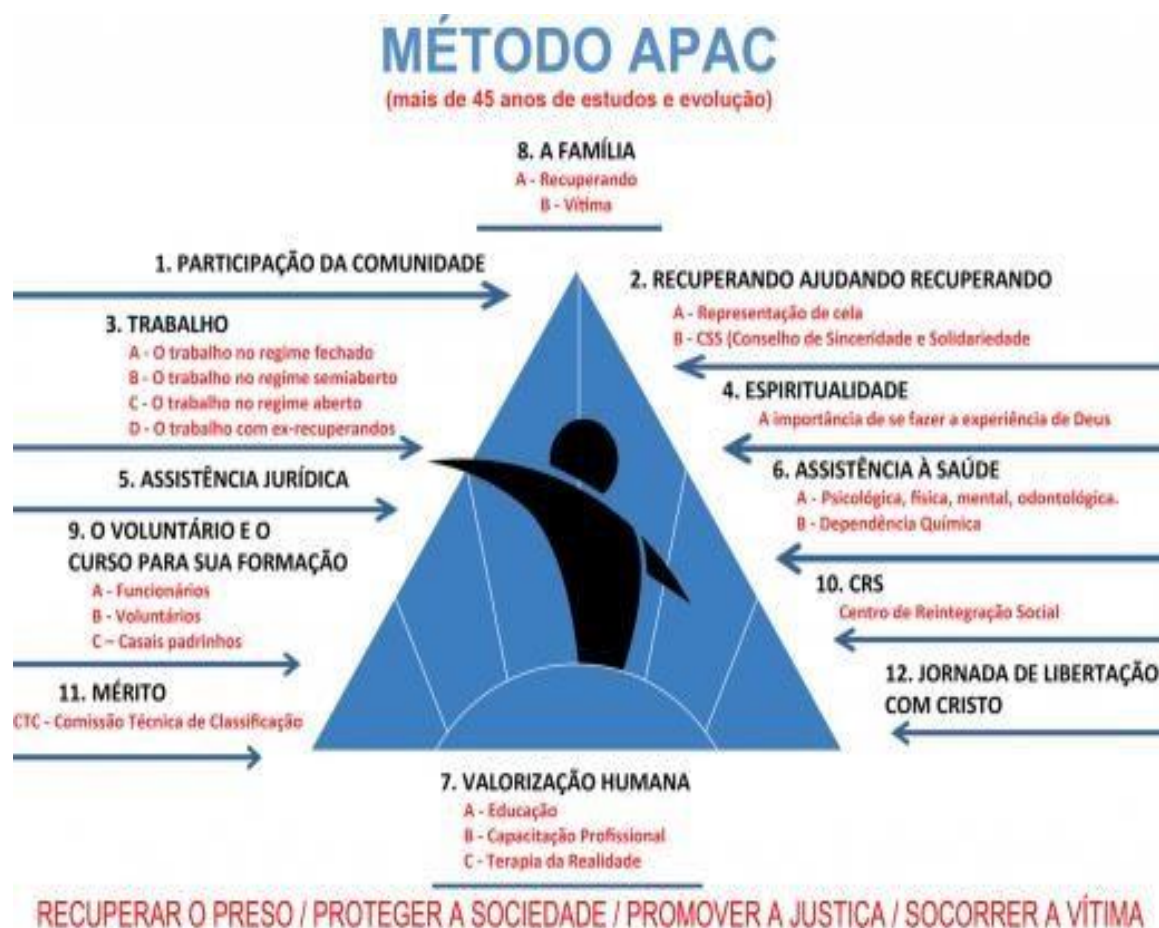 MÉTODO APAC
(mais de 45 anos de estudos e evolução)
8. A FAMÍLIA
A - Recuperando
B - Vítima
1. PARTICIPAÇÃO DA COMUNIDADE
2. RECUPERANDO AJUDANDO RECUPERANDO
A - Representação de cela
B - CSS (Conselho de Sinceridade e Solidariedade
3. TRABALHO
A - O trabalho no regime fechado
B - O trabalho no regime semiaberto
C - O trabalho no regime aberto
D - O trabalho com ex-recuperandos
4. ESPIRITUALIDADE
A importância de se fazer a experiência de Deus
5. ASSISTÊNCIA JURÍDICA
6. ASSISTÊNCIA À SAÚDE
A - Psicológica, física, mental, odontológica.
B - Dependência Química
9. O VOLUNTÁRIO E O
CURSO PARA SUA FORMAÇÃO
A - Funcionários
B - Voluntários
C – Casais padrinhos
10. CRS
Centro de Reintegração Social
11. MÉRITO
CTC - Comissão Técnica de Classificação
12. JORNADA DE LIBERTAÇÃO
COM CRISTO
7. VALORIZAÇÃO HUMANA
A - Educação
B - Capacitação Profissional
C - Terapia da Realidade
RECUPERAR O PRESO / PROTEGER A SOCIEDADE / PROMOVER A JUSTIÇA / SOCORRER A VÍTIMA